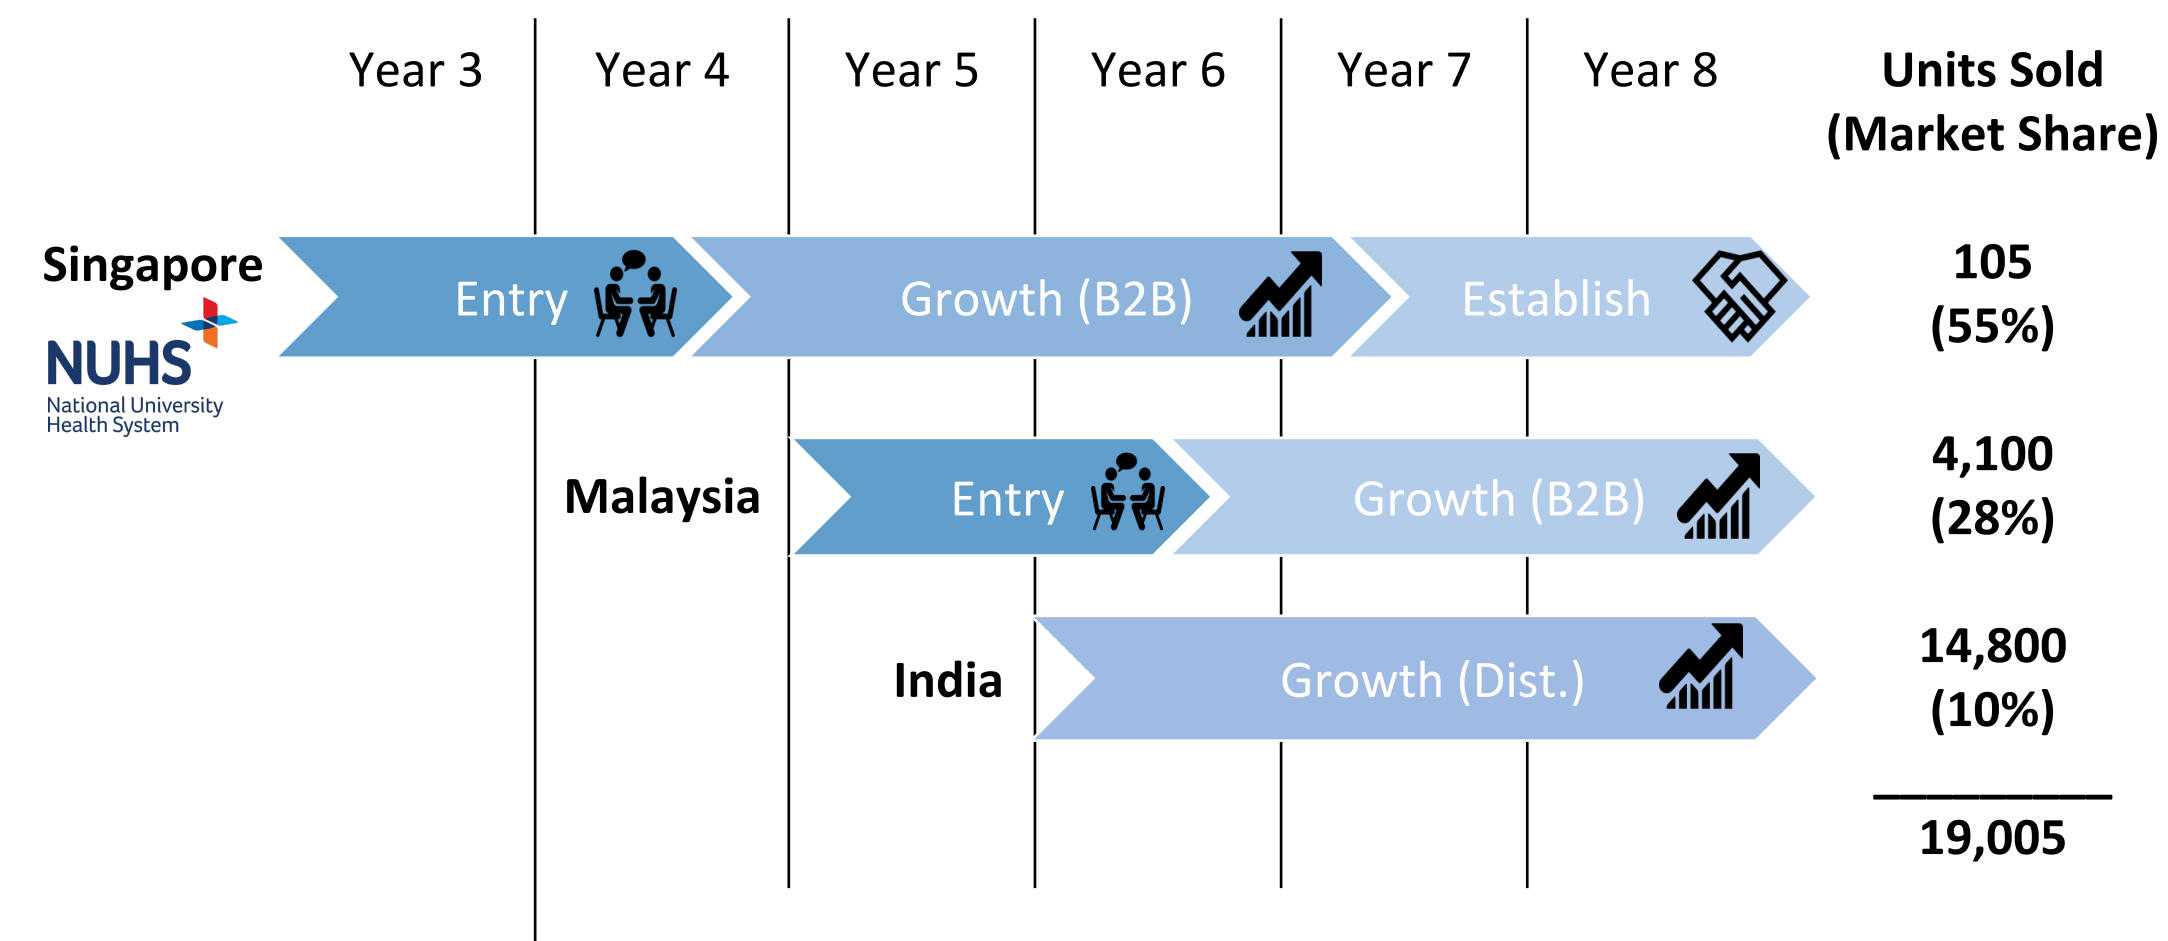 Year 3 Year 4 Year 5 Year 6 Year 7 Year 8 Units Sold
(Market Share)
Singapore
NUHS
National University
Health System
Entry Growth (B2B) Establish
105
(55%)
Malaysia Entry Growth (B2B)
4,100
(28%)
India Growth (Dist.)
14,800
(10%)
19,005